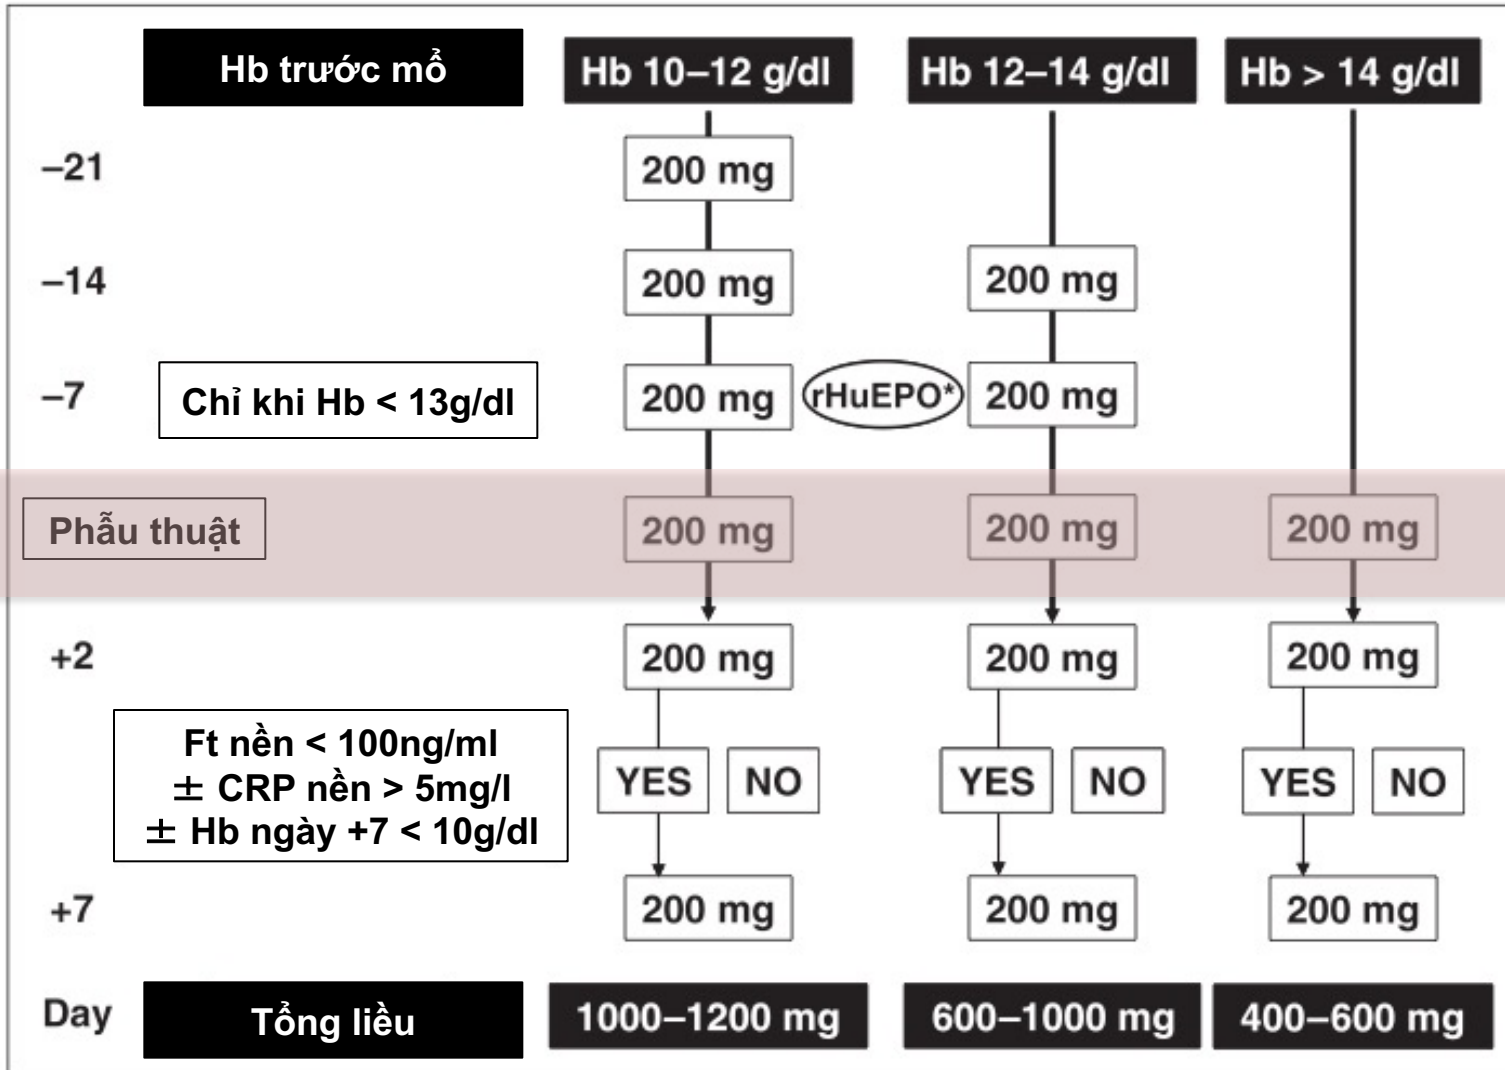 Hb trước mổ Hb 10–12 g/dl Hb 12–14 g/dl Hb > 14 g/dl
–21 200 mg
–14 200 mg 200 mg
–7 Chỉ khi Hb < 13g/dl 200 mg rHuEPO* 200 mg
Phẫu thuật 200 mg 200 mg 200 mg
+2 200 mg 200 mg 200 mg
Ft nền < 100ng/ml
± CRP nền > 5mg/l YES NO YES NO YES NO
± Hb ngày +7 < 10g/dl
+7 200 mg 200 mg 200 mg
Day Tổng liều 1000–1200 mg 600–1000 mg 400–600 mg